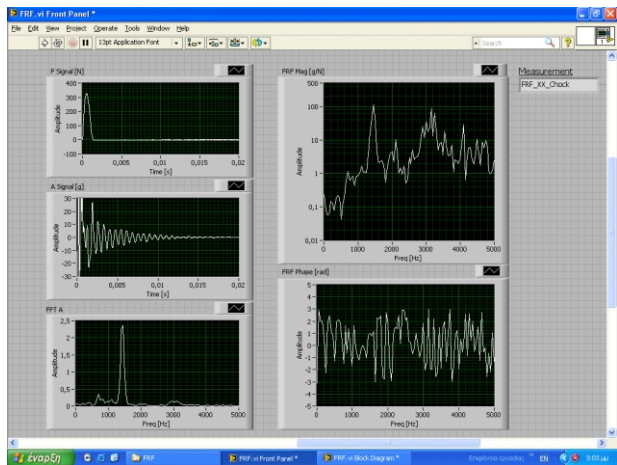 FRF.vi Front Panel *
File Edit View Project Operate Tools Window Help
13pt Application Font
Search
F Signal [N]
400
300
200
100
0
-100
Amplitude
0 0,005 0,01 0,015 0,02
Time [s]
A Signal [g]
30
20
10
0
-10
-20
-30
Amplitude
0 0,005 0,01 0,015 0,02
Time [s]
FFT A
2,5
2
1,5
1
0,5
0
Amplitude
0 1000 2000 3000 4000 5000
Freq [Hz]
FRF Mag [g/N]
500
100
10
1
0,1
0,01
Amplitude
0 1000 2000 3000 4000 5000
Freq [Hz]
FRF Phase [rad]
5
4
3
2
1
0
-1
-2
-3
-4
-5
Amplitude
0 1000 2000 3000 4000 5000
Freq [Hz]
Measurement
FRF_XX_Chock
έναρξη
FRF
FRF.vi Front Panel *
FRF.vi Block Diagram *
Επιφάνεια εργασίας
EN
3:03 μμ